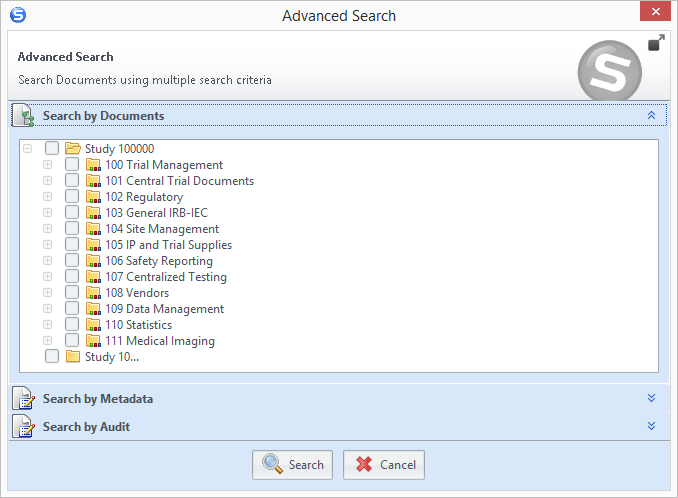 Advanced Search
Advanced Search
Search Documents using multiple search criteria
S
Search by Documents
Study 100000
100 Trial Management
101 Central Trial Documents
102 Regulatory
103 General IRB-IEC
104 Site Management
105 IP and Trial Supplies
106 Safety Reporting
107 Centralized Testing
108 Vendors
109 Data Management
110 Statistics
111 Medical Imaging
Study 10...
Search by Metadata
Search by Audit
Search Cancel